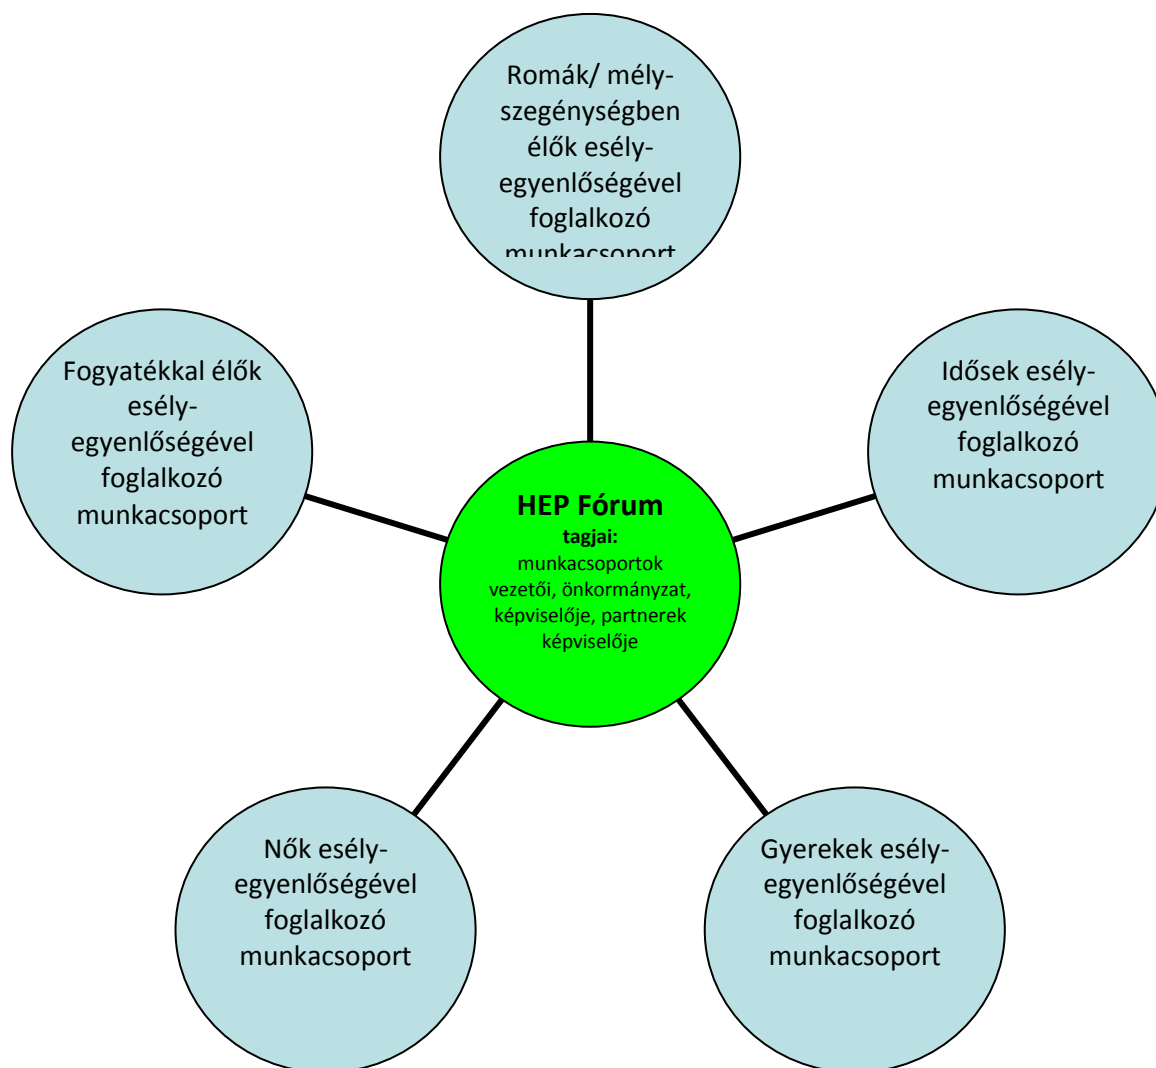 Romák/ mély-
szegénységben
élők esély-
egyenlőségével
foglalkozó
munkacsoport
Fogyatékkal élők
esély-
egyenlőségével
foglalkozó
munkacsoport
Idősek esély-
egyenlőségével
foglalkozó
munkacsoport
HEP Fórum
tagjai:
munkacsoportok
vezetői, önkormányzat,
képviselője, partnerek
képviselője
Nők esély-
egyenlőségével
foglalkozó
munkacsoport
Gyerekek esély-
egyenlőségével
foglalkozó
munkacsoport